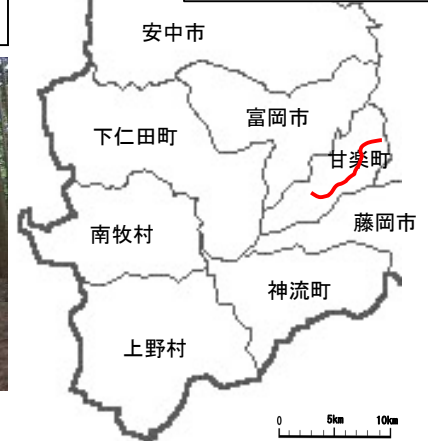 安中市
富岡市
下仁田町
甘楽町
藤岡市
南牧村
神流町
上野村
0 5km 10km